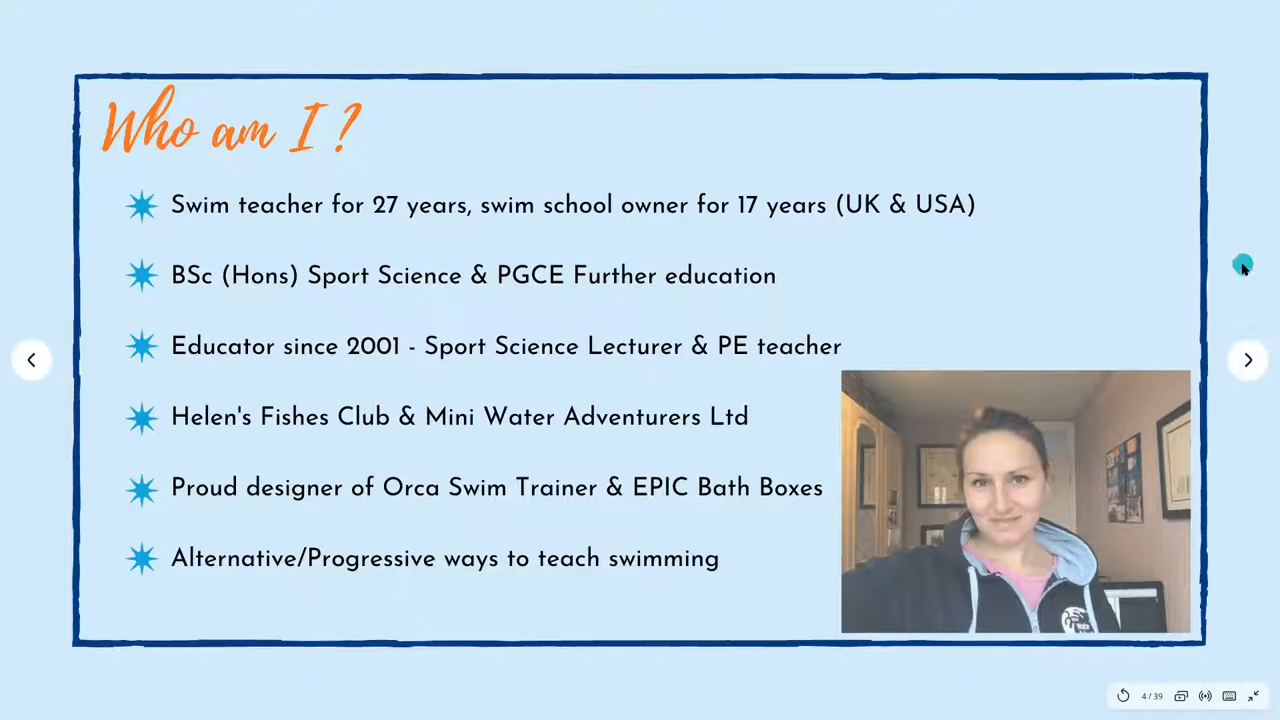 Who am I ?
Swim teacher for 27 years, swim school owner for 17 years (UK & USA)
BSc (Hons) Sport Science & PGCE Further education
Educator since 2001 - Sport Science Lecturer & PE teacher
Helen's Fishes Club & Mini Water Adventurers Ltd
Proud designer of Orca Swim Trainer & EPIC Bath Boxes
Alternative/Progressive ways to teach swimming
4 / 39